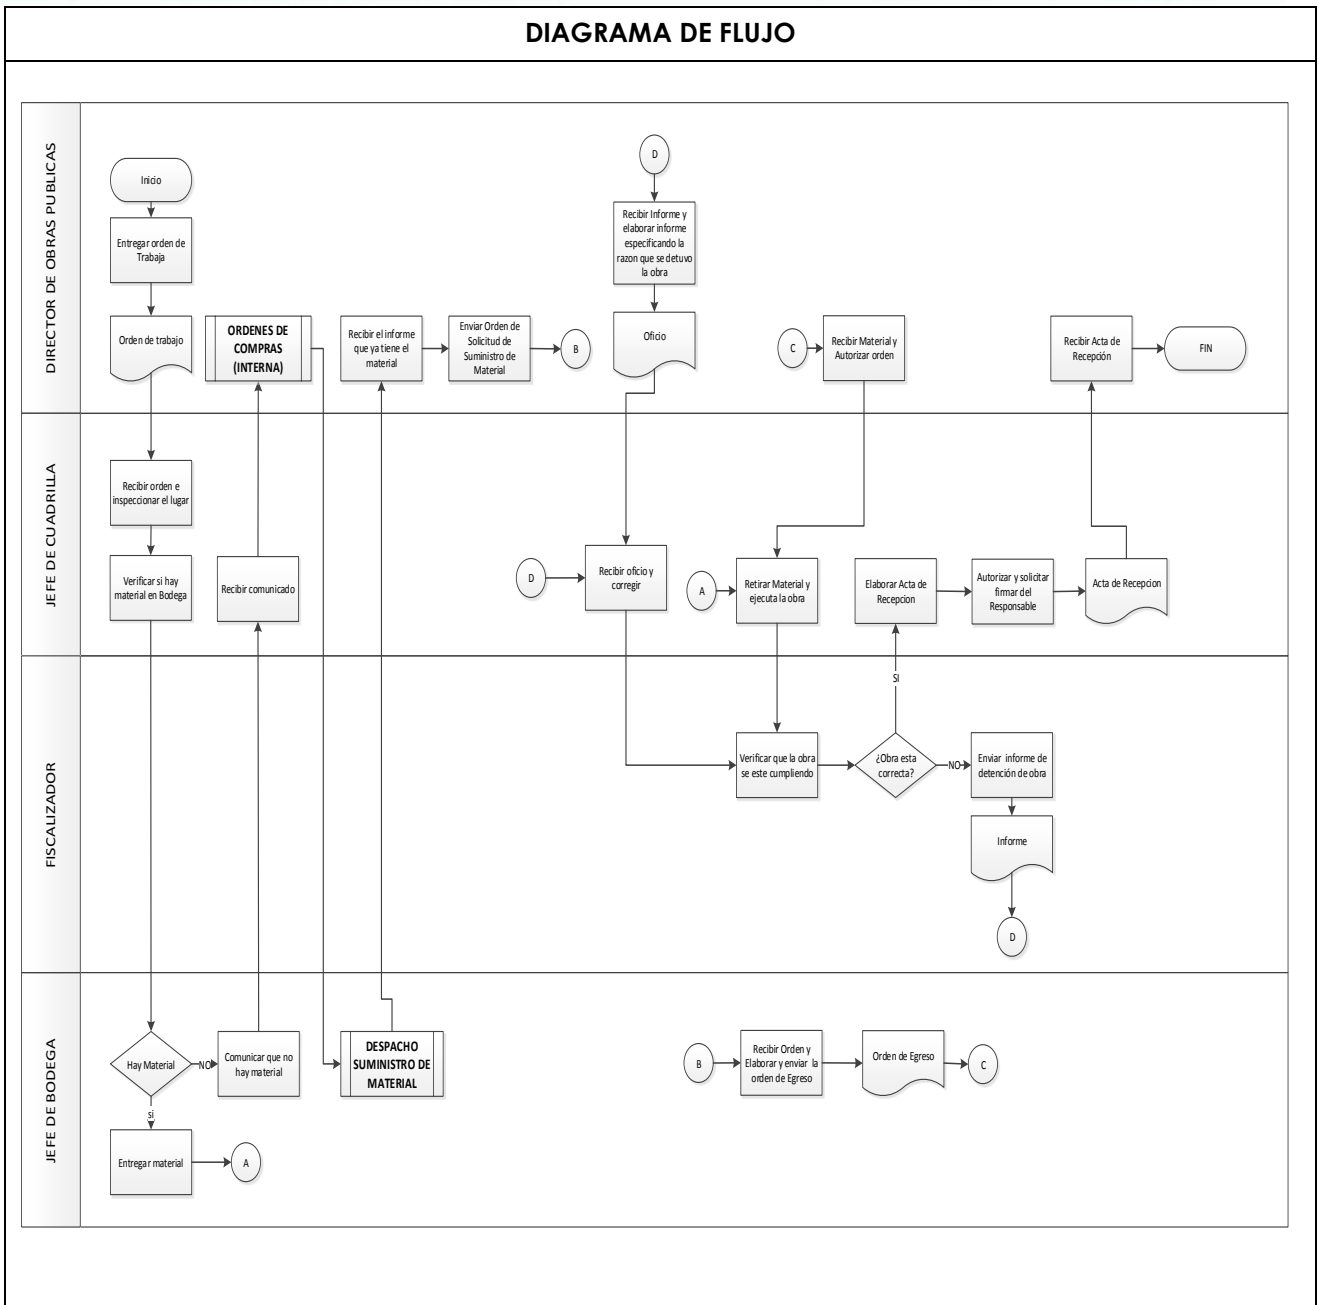 DIAGRAMA DE FLUJO
DIRECTOR DE OBRAS PUBLICAS
Inicio
Entregar orden de
Trabaja
Orden de trabajo
ORDENES DE
COMPRAS
(INTERNA)
Recibir el informe
que ya tiene el
material
Enviar Orden de
Solicitud de
Suministro de
Material
B
D
Recibir Informe y
elaborar informe
especificando la
razon que se detuvo
la obra
Oficio
C
Recibir Material y
Autorizar orden
Recibir Acta de
Recepción
FIN
JEFE DE CUADRILLA
Recibir orden e
inspeccionar el lugar
Verificar si hay
material en Bodega
Recibir comunicado
D
Recibir oficio y
corregir
A
Retirar Material y
ejecuta la obra
Elaborar Acta de
Recepcion
Autorizar y solicitar
firmar del
Responsable
Acta de Recepcion
FISCALIZADOR
Verificar que la obra
se este cumpliendo
¿Obra esta
correcta?
SI
NO
Enviar informe de
detención de obra
Informe
D
JEFE DE BODEGA
Hay Material
NO
Comunicar que no
hay material
DESPACHO
SUMINISTRO DE
MATERIAL
si
Entregar material
A
B
Recibir Orden y
Elaborar y enviar la
orden de Egreso
Orden de Egreso
C